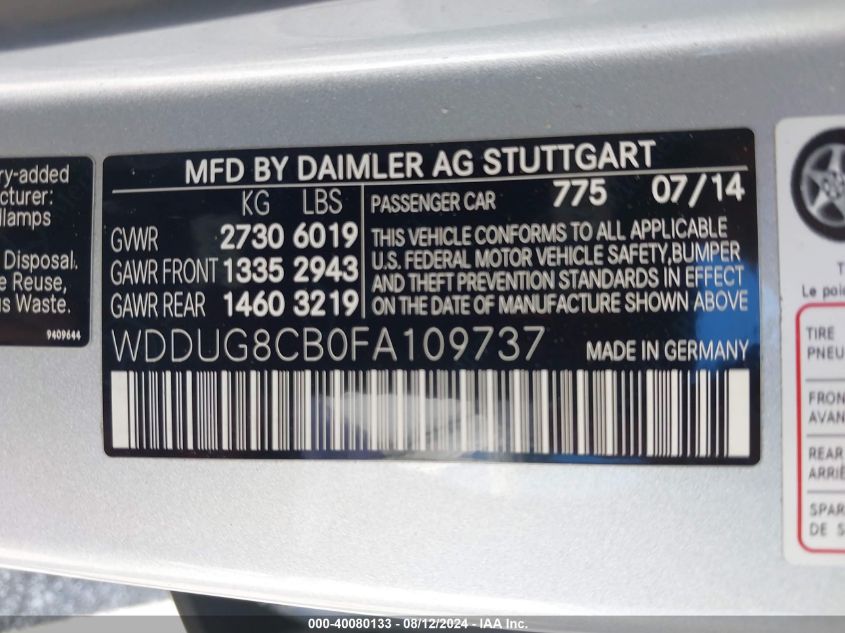 ry-added
cturer:
dlamps
Disposal.
e Reuse,
us Waste.
9409644
MFD BY DAIMLER AG STUTTGART
KG LBS
GVWR 2730 6019
GAWR FRONT 1335 2943
GAWR REAR 1460 3219
PASSENGER CAR 775 07/14
THIS VEHICLE CONFORMS TO ALL APPLICABLE
U.S. FEDERAL MOTOR VEHICLE SAFETY,BUMPER
AND THEFT PREVENTION STANDARDS IN EFFECT
ON THE DATE OF MANUFACTURE SHOWN ABOVE
WDDUG8CB0FA109737 MADE IN GERMANY
T
Le poi
TIRE
PNEU
FRON
AVAN
REAR
ARRIÈ
SPAR
DE S
000-40080133 - 08/12/2024 - IAA Inc.